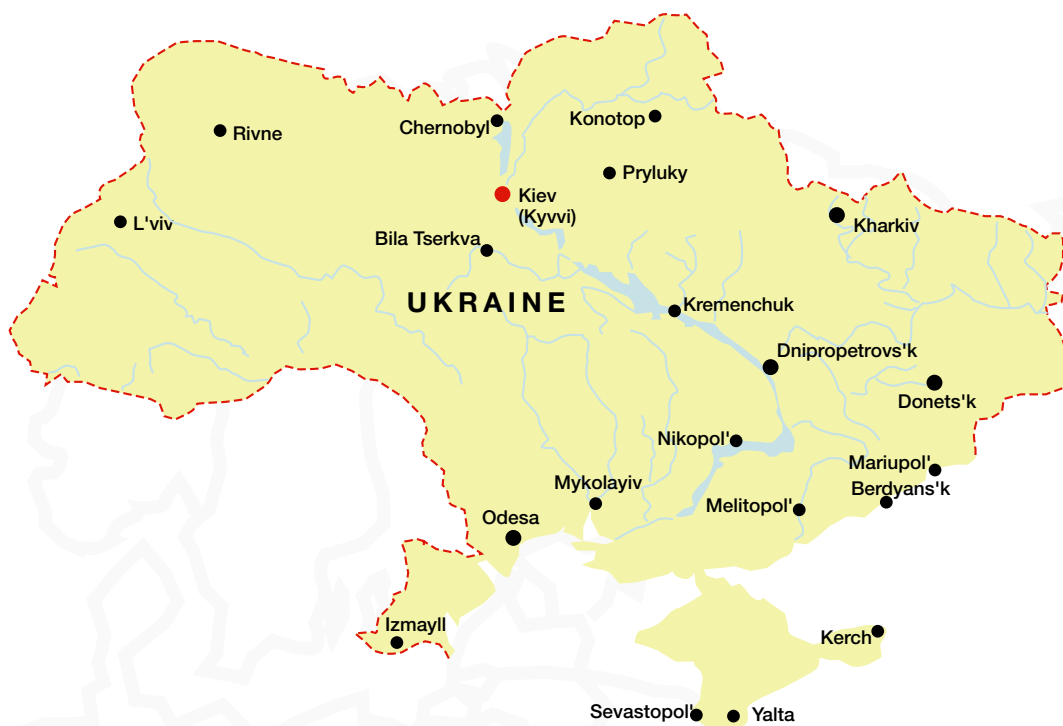 Chernobyl
Konotop
Rivne
Pryluky
Kiev
(Kyvvi)
L'viv
Kharkiv
Bila Tserkva
UKRAINE
Kremenchuk
Dnipropetrovs'k
Donets'k
Nikopol'
Mariupol'
Mykolayiv
Berdyans'k
Melitopol'
Odesa
Izmayll
Kerch
Sevastopol'
Yalta